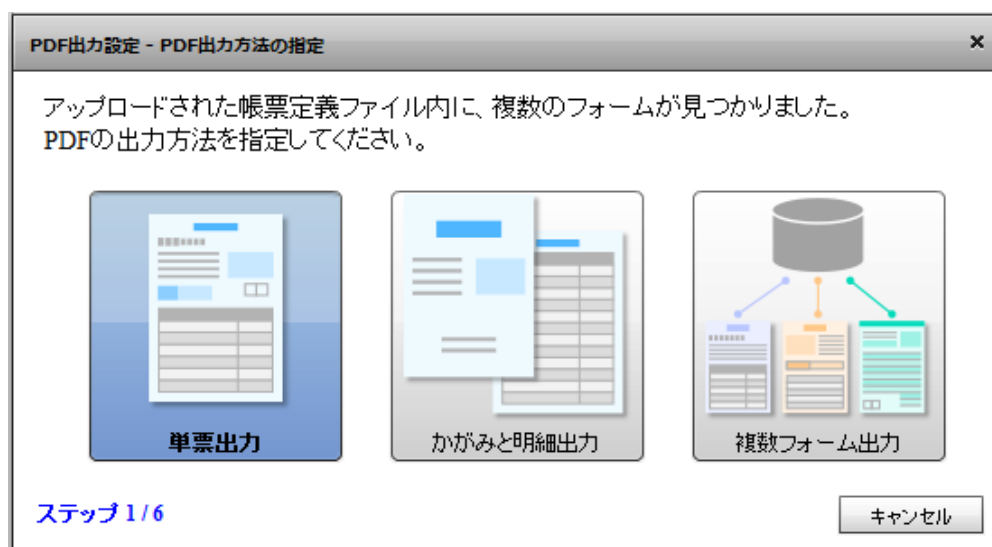 PDF出力設定 - PDF出力方法の指定
×
アップロードされた帳票定義ファイル内に、複数のフォームが見つかりました。
PDFの出力方法を指定してください。
単票出力
かがみと明細出力
複数フォーム出力
ステップ 1 / 6
キャンセル